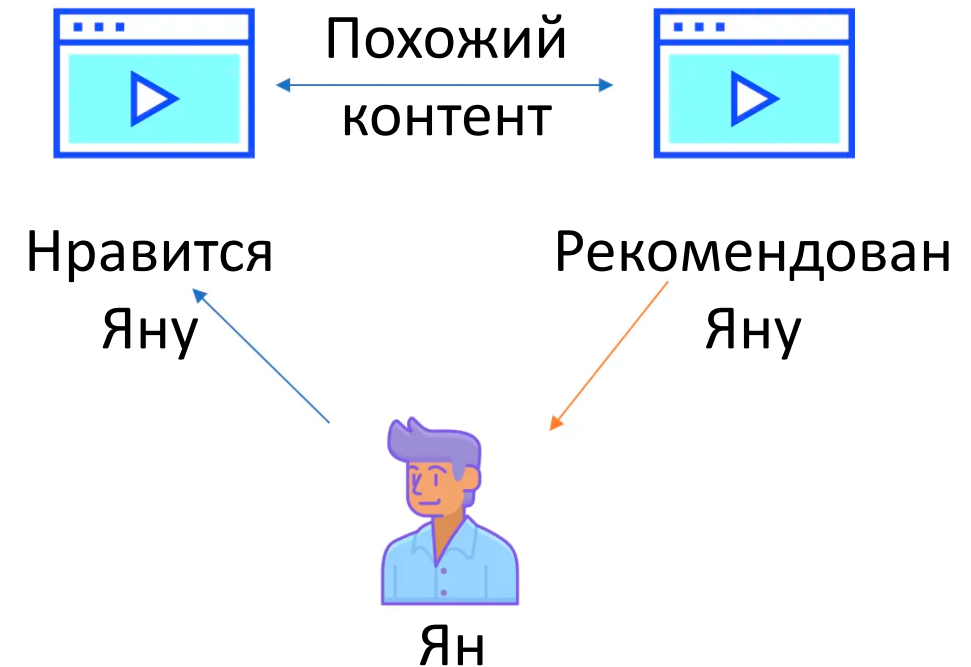 Похожий
контент
Нравится
Яну
Рекомендован
Яну
Ян